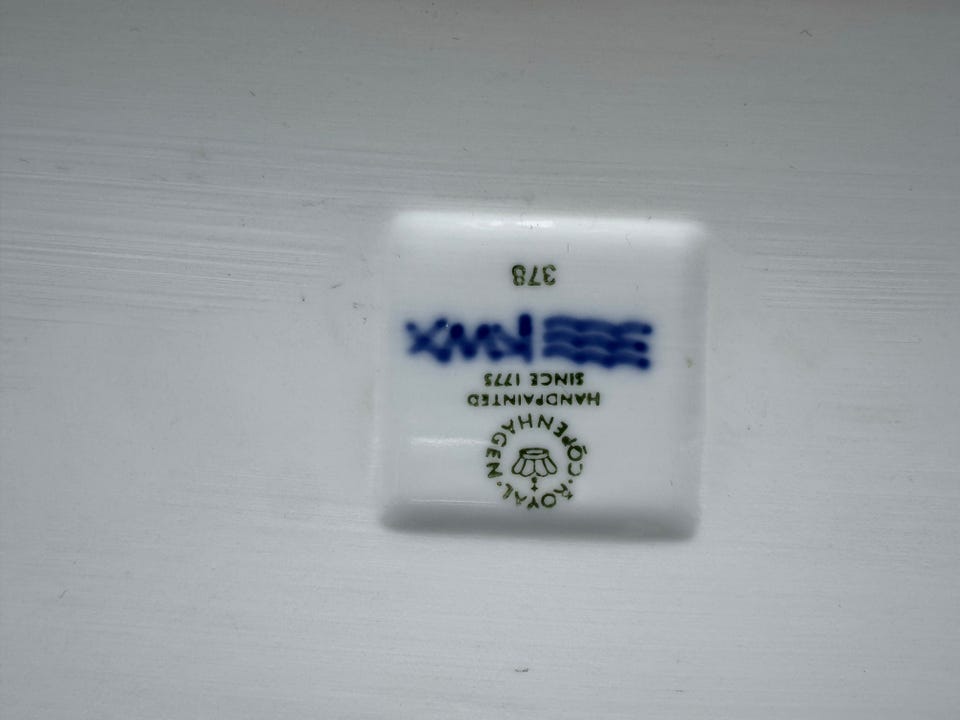 ROYAL · COPENHAGEN ·
HANDPAINTED
SINCE 1775
378